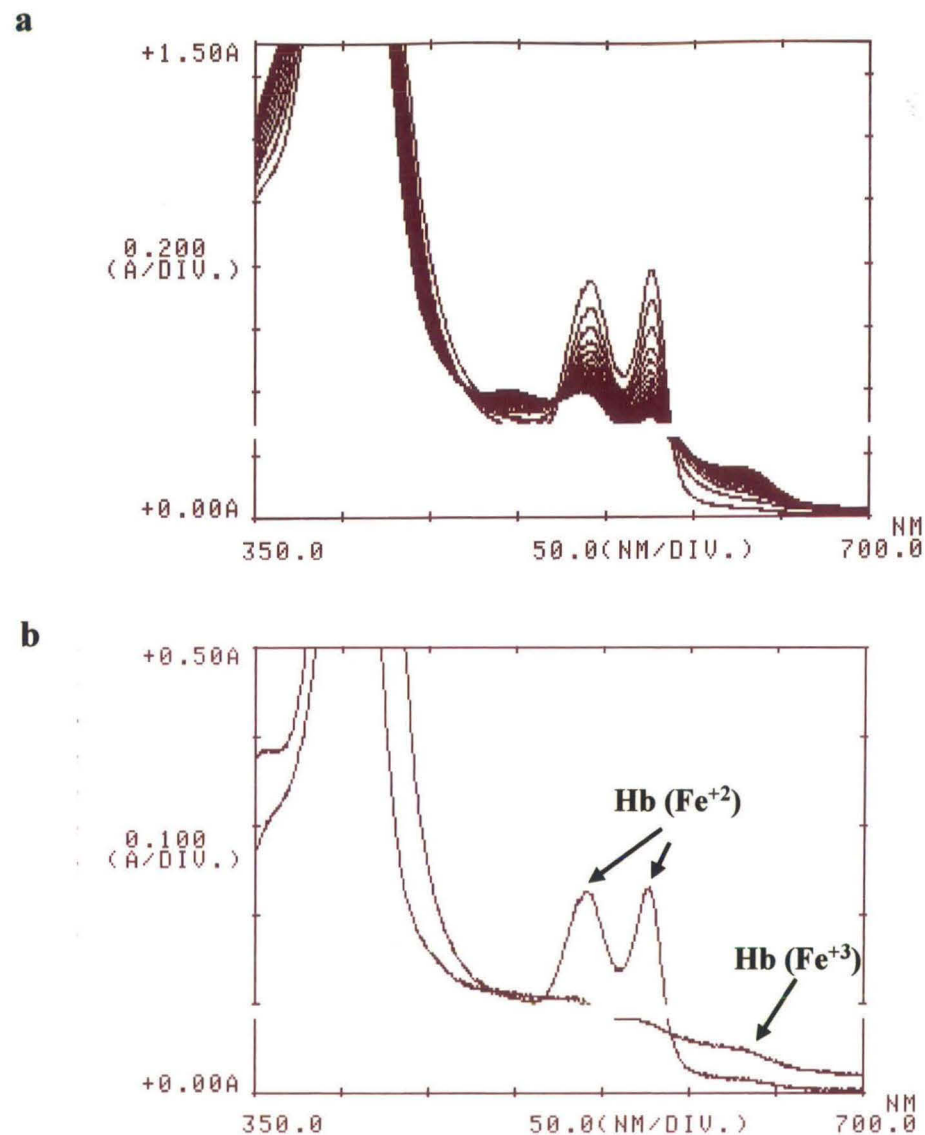 a
+1.50A
0.200
(A/DIV.)
+0.00A
NM
350.0 50.0(NM/DIV.) 700.0
b
+0.50A
Hb (Fe+2)
0.100
(A/DIV.)
Hb (Fe+3)
+0.00A
NM
350.0 50.0(NM/DIV.) 700.0